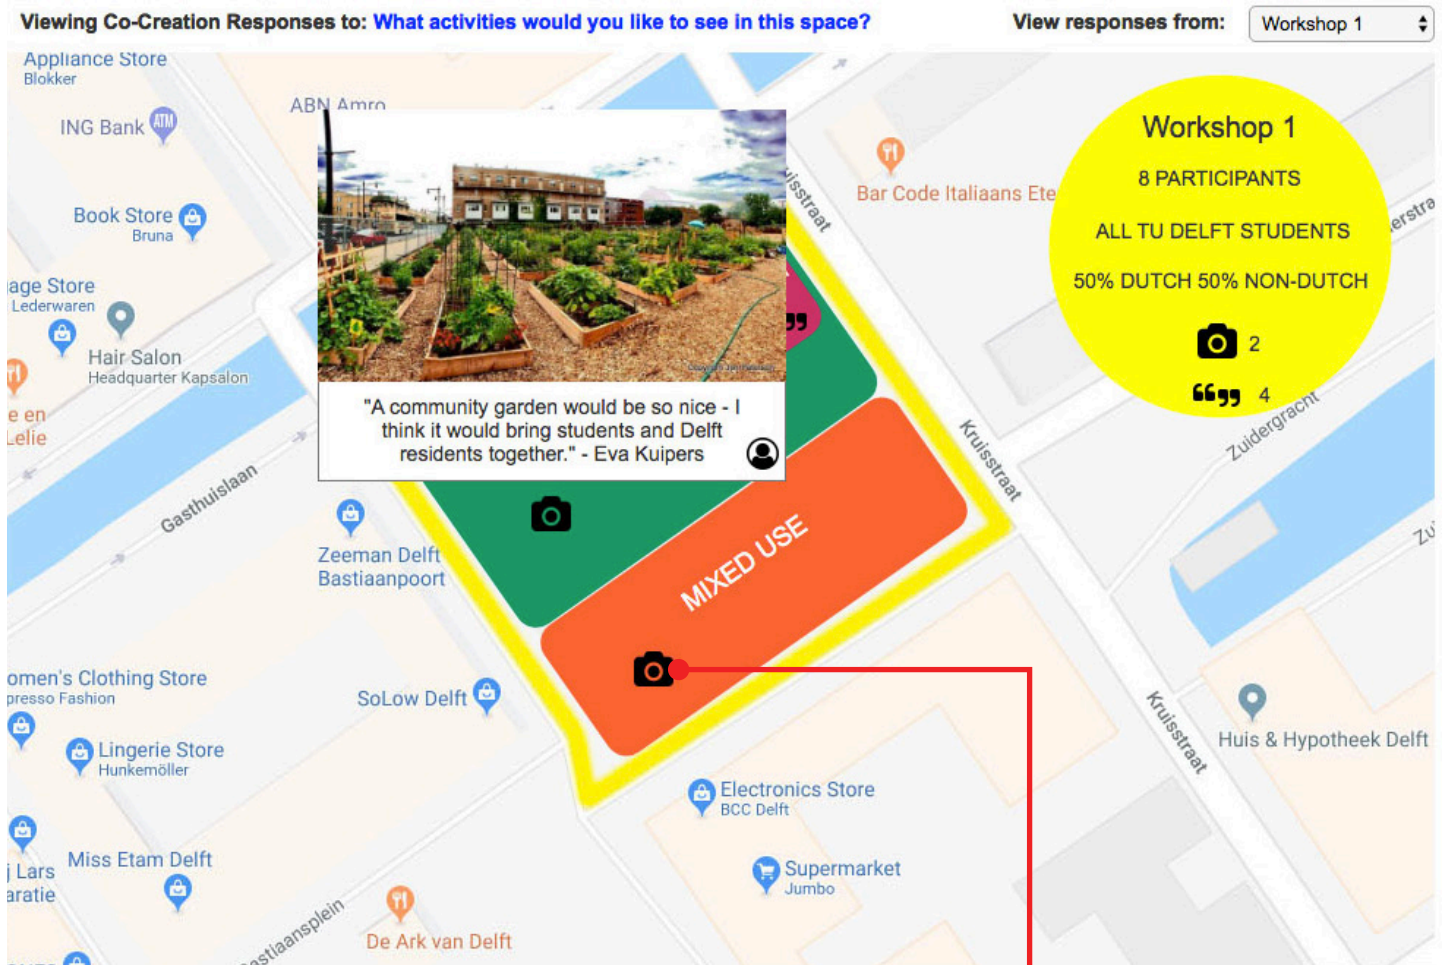 Viewing Co-Creation Responses to: What activities would you like to see in this space?
View responses from:
Workshop 1
Appliance Store
Blokker
ING Bank
ATM
ABN Amro
Book Store
Bruna
age Store
Lederwaren
Hair Salon
Headquarter Kapsalon
e en
Lelie
Gasthuislaan
"A community garden would be so nice - I
think it would bring students and Delft
residents together." - Eva Kuipers
Bar Code Italiaans Ete
Workshop 1
8 PARTICIPANTS
ALL TU DELFT STUDENTS
50% DUTCH 50% NON-DUTCH
2
4
isstraat
erstra
Kruisstraat
Zuidergracht
Zui
Zeeman Delft
Bastiaanpoort
MIXED USE
omen's Clothing Store
presso Fashion
SoLow Delft
Lingerie Store
Hunkemöller
Kruisstraat
Huis & Hypotheek Delft
Electronics Store
BCC Delft
j Lars
aratie
Miss Etam Delft
Supermarket
Jumbo
astiaansplein
De Ark van Delft